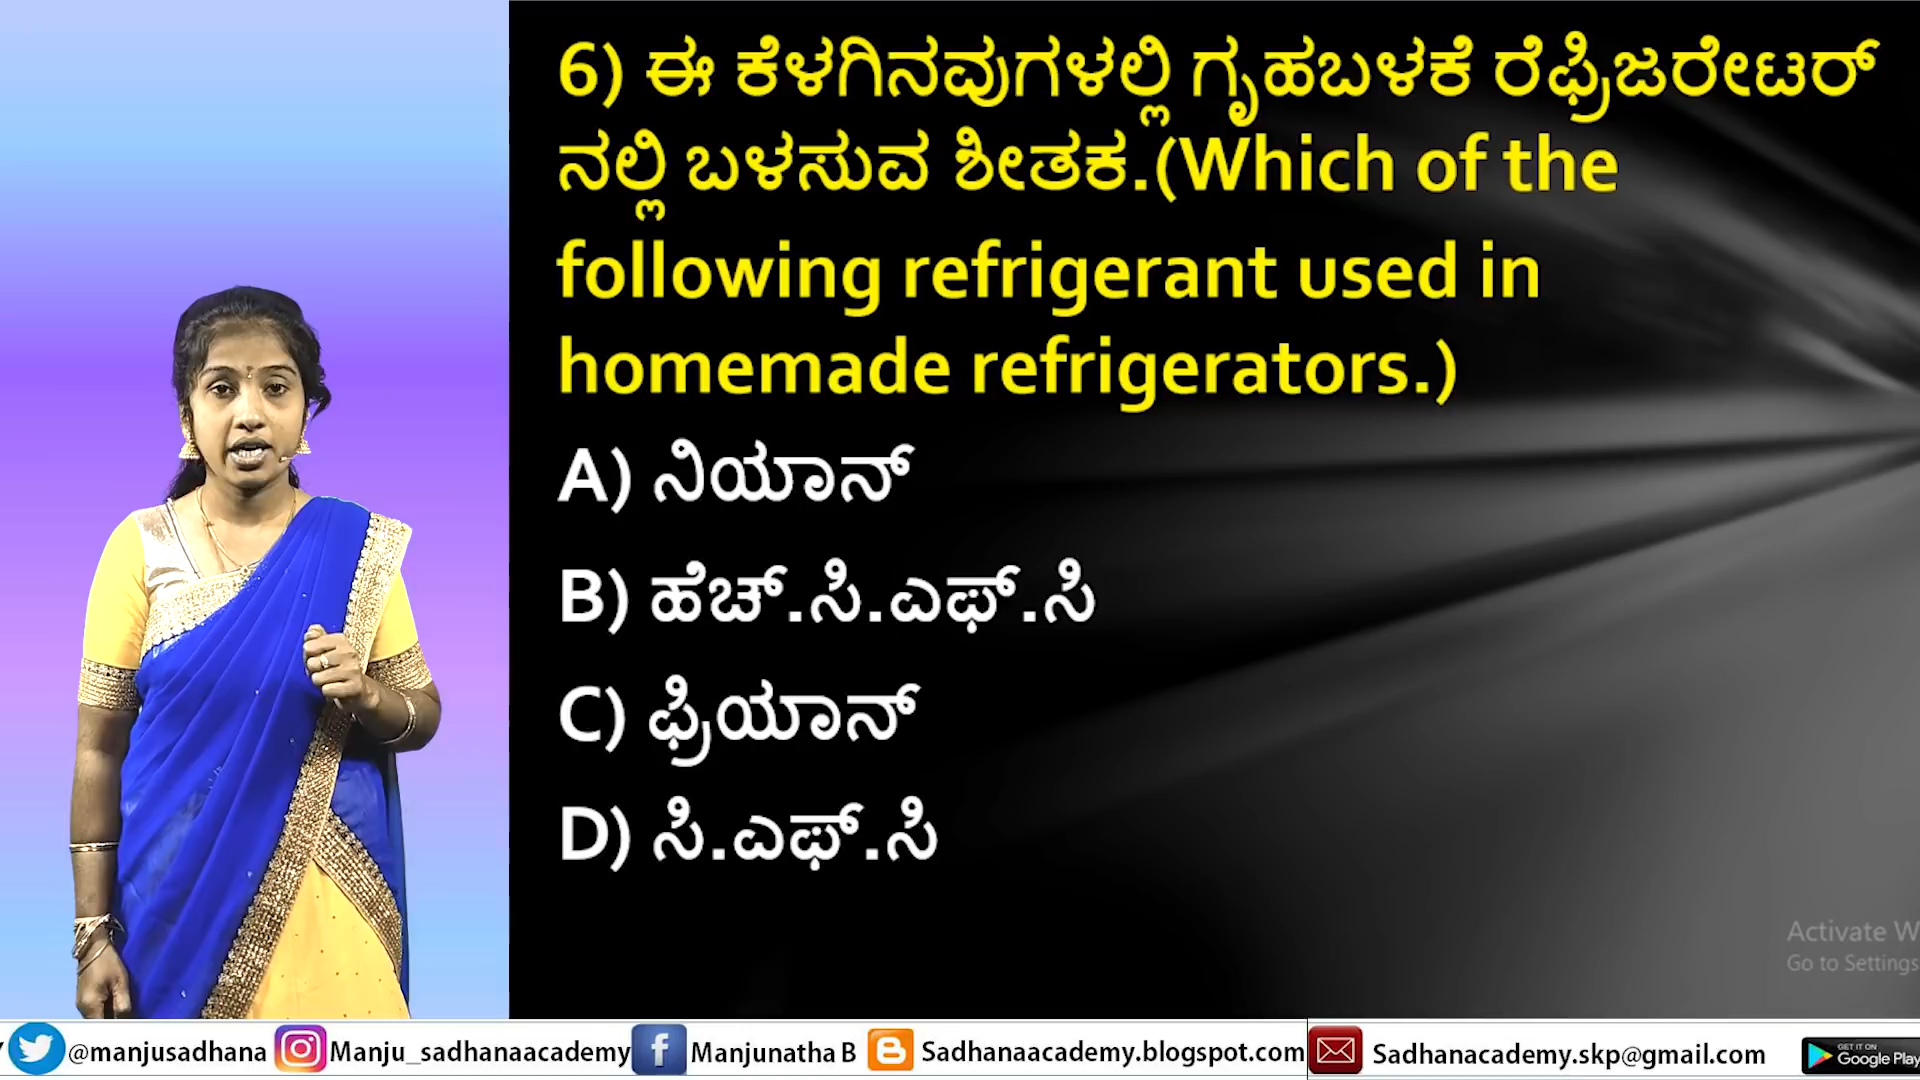 6) ಈ ಕೆಳಗಿನವುಗಳಲ್ಲಿ ಗೃಹಬಳಕೆ ರೆಫ್ರಿಜರೇಟರ್
ನಲ್ಲಿ ಬಳಸುವ ಶೀತಕ.(Which of the
following refrigerant used in
homemade refrigerators.)
A) ನಿಯಾನ್
B) ಹೆಚ್.ಸಿ.ಎಫ್.ಸಿ
C) ಫ್ರಿಯಾನ್
D) ಸಿ.ಎಫ್.ಸಿ
Activate W
Go to Settings
@manjusadhana Manju_sadhanaacademy Manjunatha B Sadhanaacademy.blogspot.com Sadhanacademy.skp@gmail.com GET IT ON Google Play